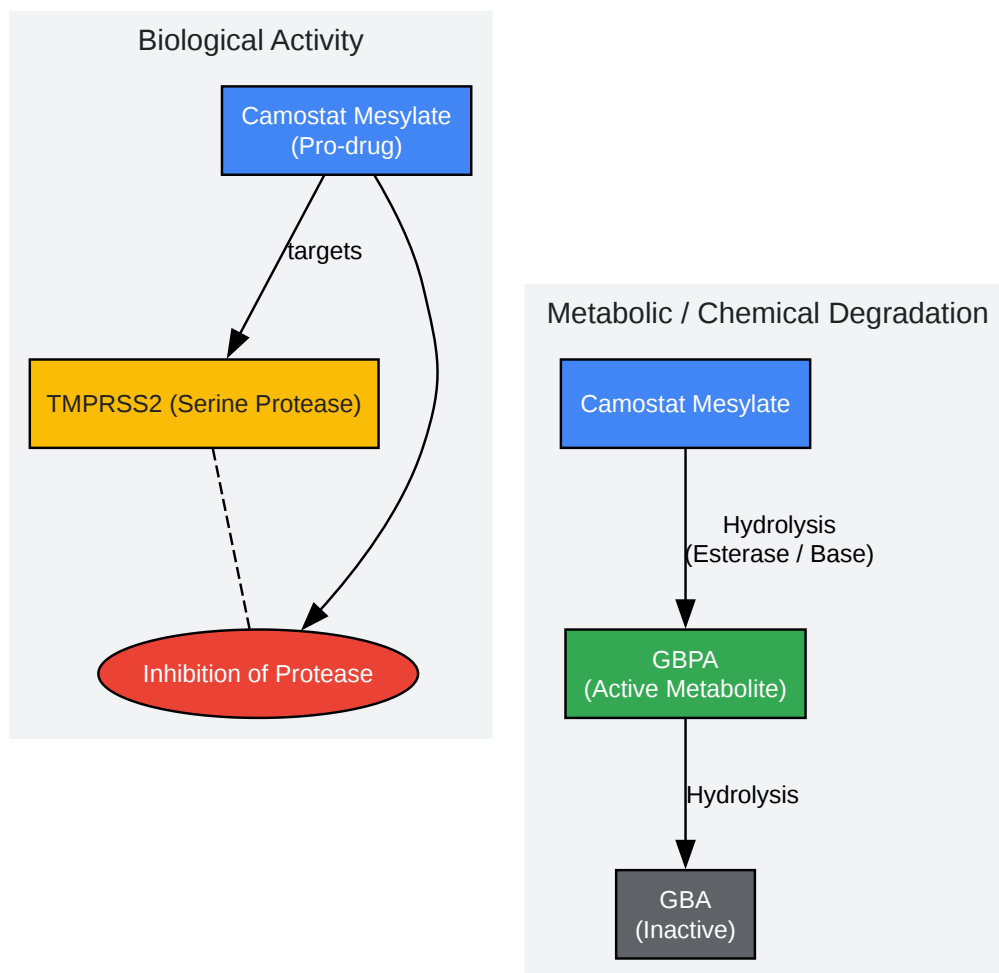 Biological Activity
Camostat Mesylate
(Pro-drug)
targets
TMPRSS2 (Serine Protease)
Inhibition of Protease
Metabolic / Chemical Degradation
Camostat Mesylate
Hydrolysis
(Esterase / Base)
GBPA
(Active Metabolite)
Hydrolysis
GBA
(Inactive)